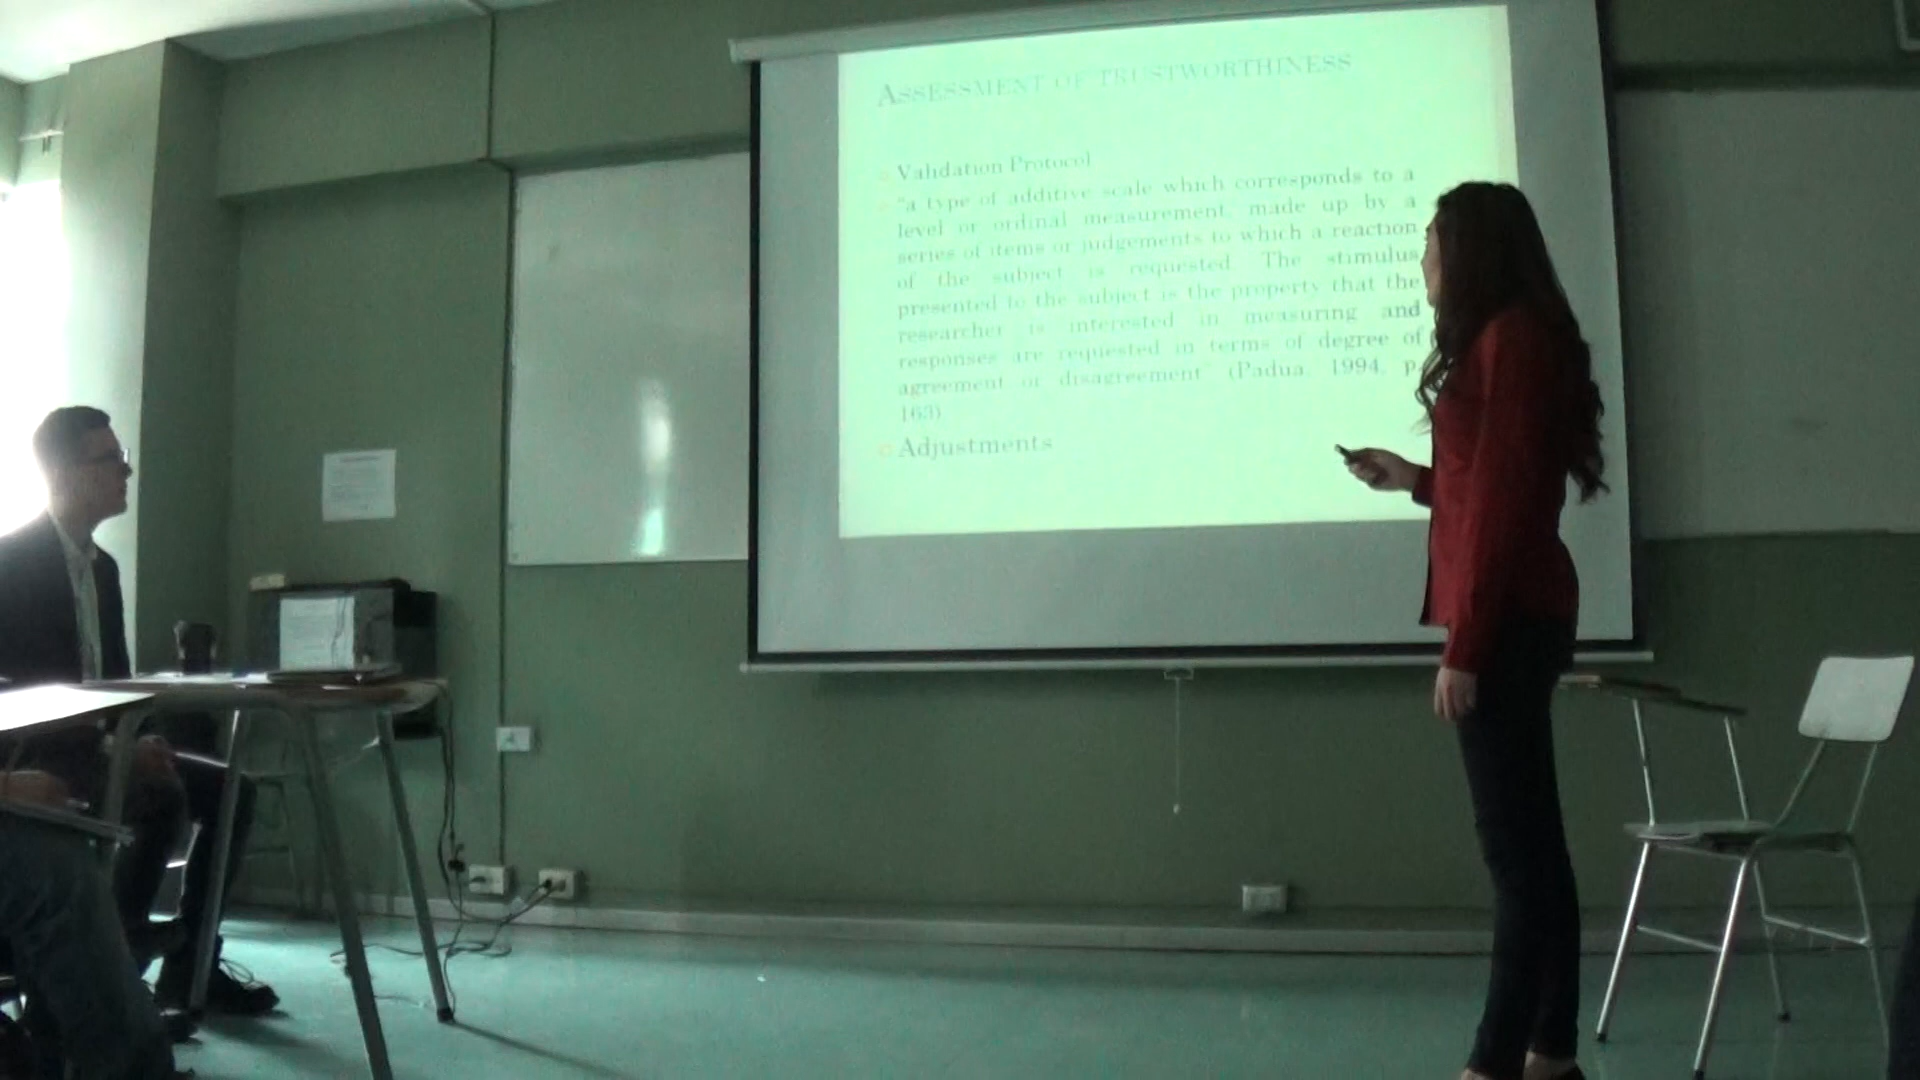 ASSESSMENT OF TRUSTWORTHINESS
Validation Protocol
"a type of additive scale which corresponds to a
level or ordinal measurement, made up by a
series of items or judgements to which a reaction
of the subject is requested. The stimulus
presented to the subject is the property that the
researcher is interested in measuring and
responses are requested in terms of degree of
agreement or disagreement" (Padua, 1994, p.
163).
Adjustments